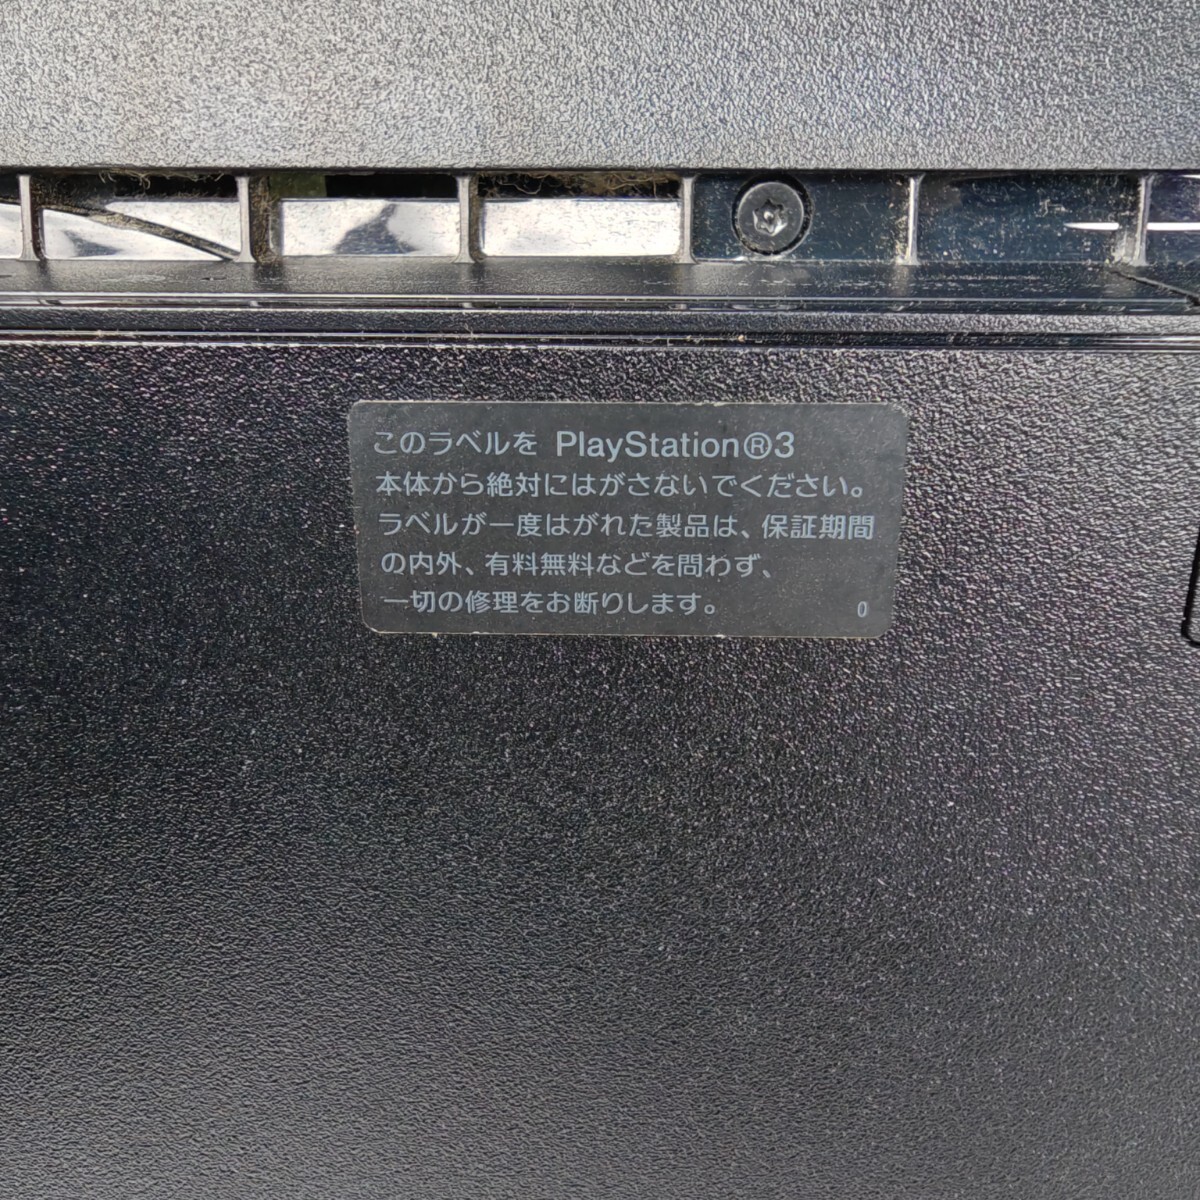 このラベルを PlayStation®3
本体から絶対にはがさないでください。
ラベルが一度はがれた製品は、保証期間
の内外、有料無料などを問わず、
一切の修理をお断りします。 0